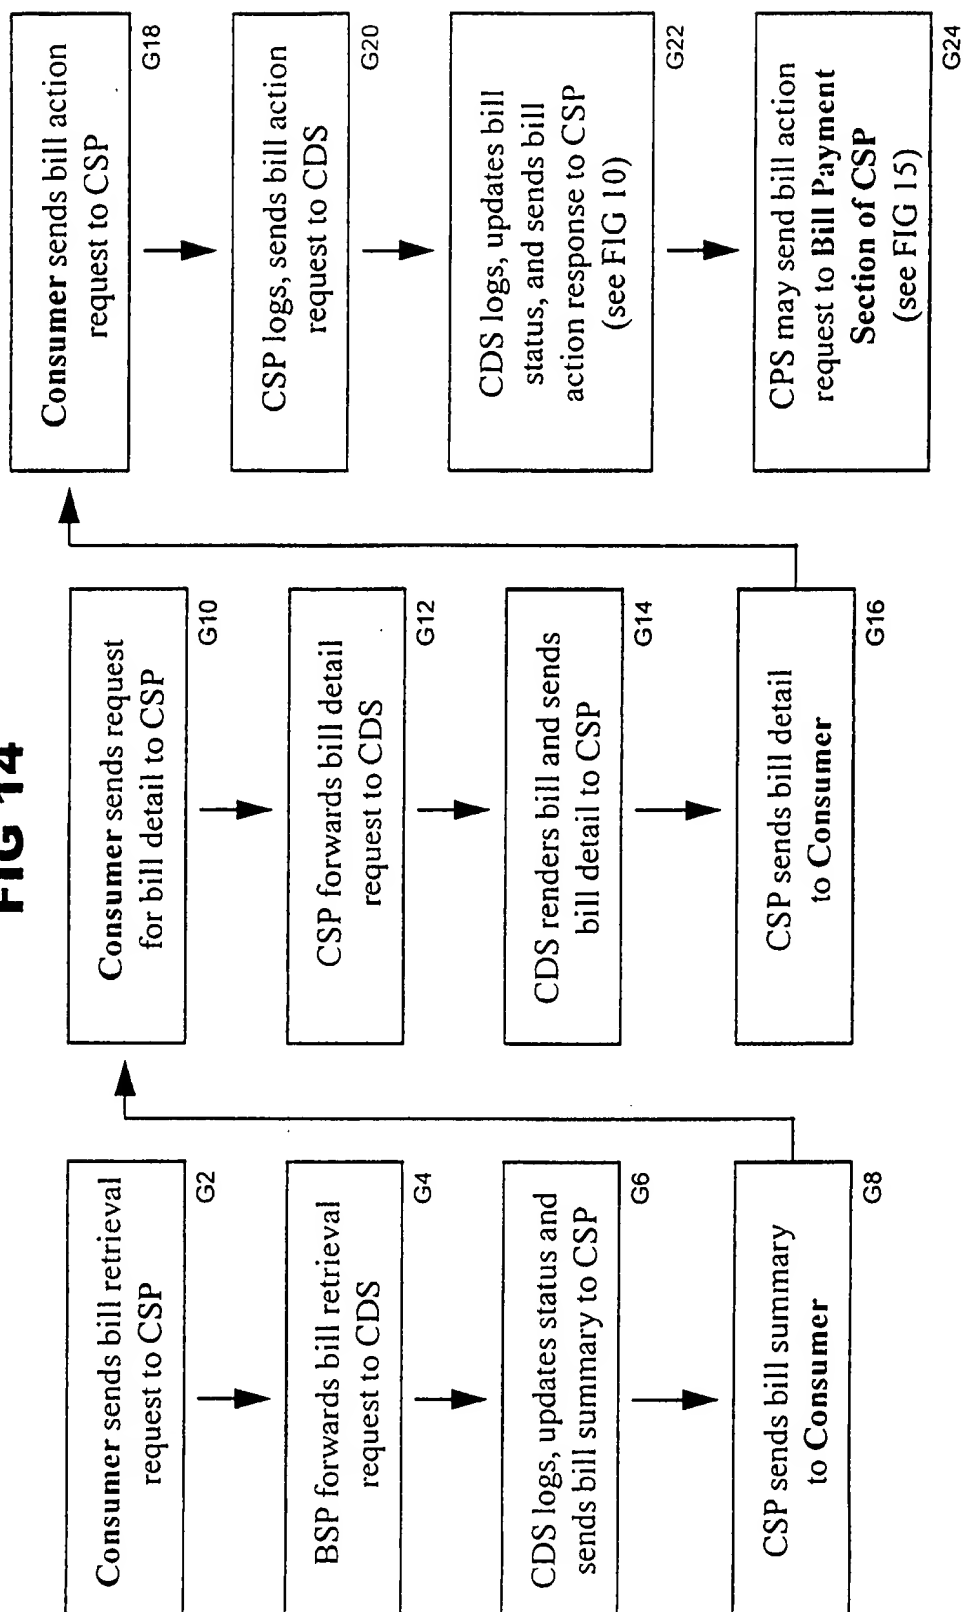 FIG 14
Consumer sends bill retrieval
request to CSP
G2
BSP forwards bill retrieval
request to CDS
G4
CDS logs, updates status and
sends bill summary to CSP
G6
CSP sends bill summary
to Consumer
G8
Consumer sends request
for bill detail to CSP
G10
CSP forwards bill detail
request to CDS
G12
CDS renders bill and sends
bill detail to CSP
G14
CSP sends bill detail
to Consumer
G16
Consumer sends bill action
request to CSP
G18
CSP logs, sends bill action
request to CDS
G20
CDS logs, updates bill
status, and sends bill
action response to CSP
(see FIG 10)
G22
CPS may send bill action
request to Bill Payment
Section of CSP
(see FIG 15)
G24